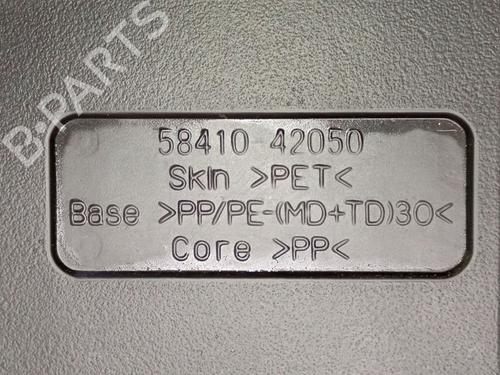 B-PARTS
58410 42050
Skin >PET<
Base >PP/PE-(MD+TD)30<
Core >PP<